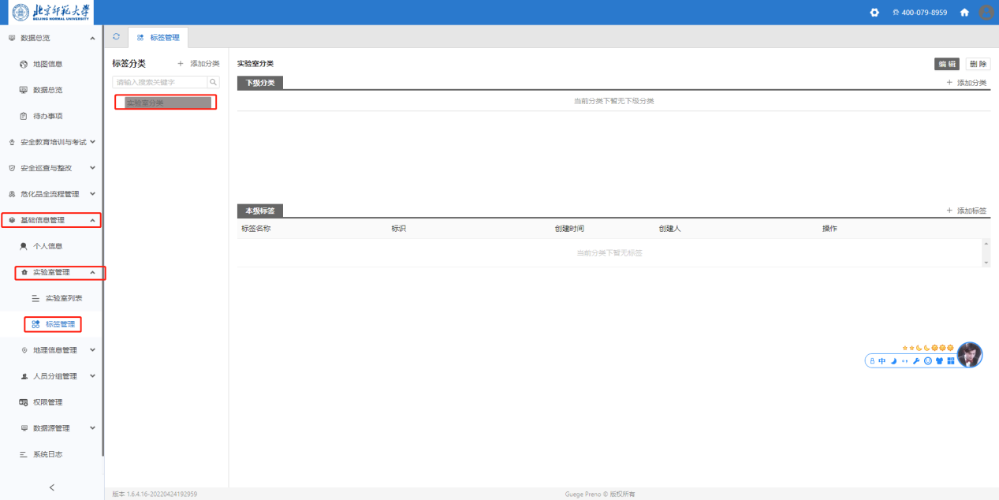 北京师范大学
BEIJING NORMAL UNIVERSITY
400-079-8959
数据总览
地图信息
数据总览
待办事项
安全教育培训与考试
安全巡查与整改
危化品全流程管理
基础信息管理
个人信息
实验室管理
实验室列表
标签管理
地理信息管理
人员分组管理
权限管理
数据源管理
系统日志
标签管理
标签分类
+ 添加分类
请输入搜索关键字
实验室分类
实验室分类
编 辑
删 除
下级分类
+ 添加分类
当前分类下暂无下级分类
本级标签
+ 添加标签
标签名称 标识 创建时间 创建人 操作
当前分类下暂无标签
中
版本 1.6.4.16-20220424192959
Guege Preno © 版权所有